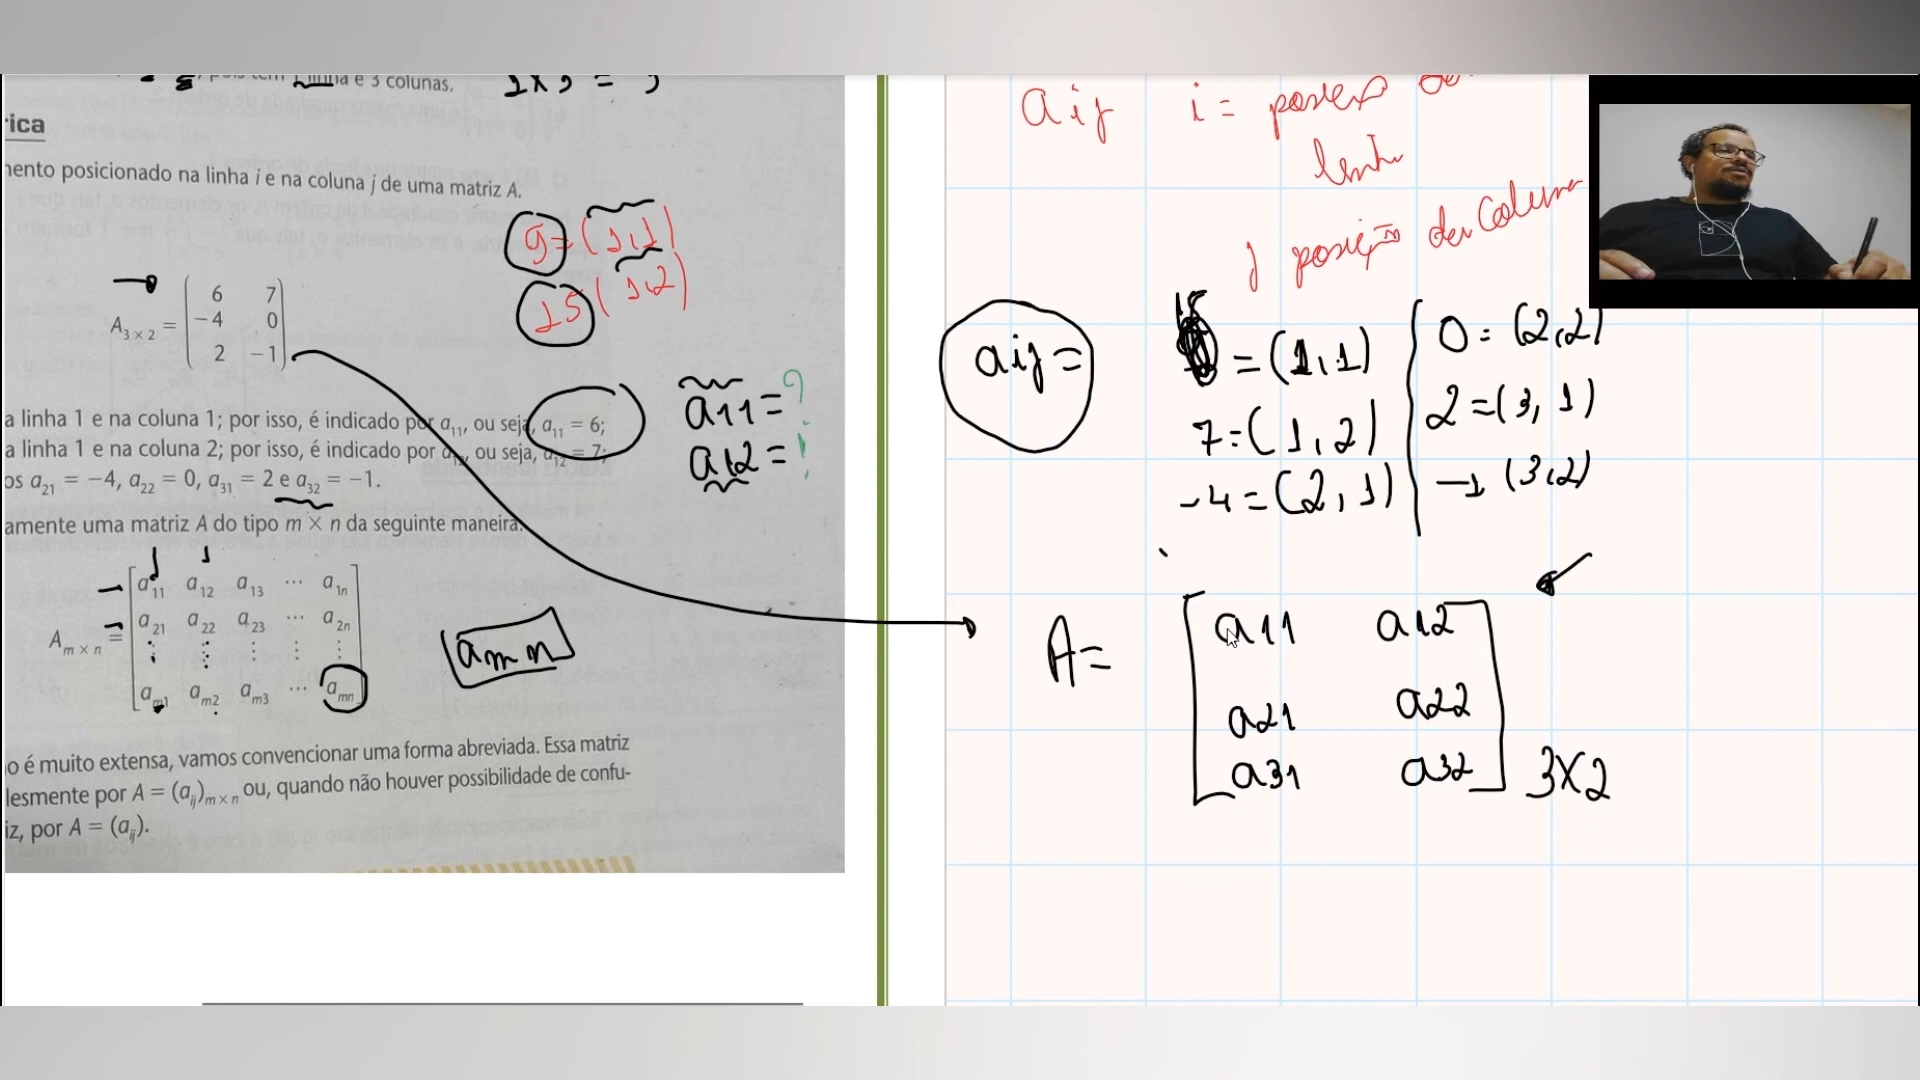 1 linha e 3 colunas. 1x3 = 3
rica
mento posicionado na linha i e na coluna j de uma matriz A.
9 = (1,1)
15 (1,2)
A3×2 = 6 7
-4 0
2 -1
a linha 1 e na coluna 1; por isso, é indicado por a11, ou seja, a11 = 6;
a linha 1 e na coluna 2; por isso, é indicado por a12, ou seja, a12 = 7;
os a21 = -4, a22 = 0, a31 = 2 e a32 = -1.
a11 = ?
a12 =
amente uma matriz A do tipo m × n da seguinte maneira:
Am×n = a11 a12 a13 ... a1n
a21 a22 a23 ... a2n
⋮ ⋮ ⋮ ⋮ ⋮
am1 am2 am3 ... amn
amn
o é muito extensa, vamos convencionar uma forma abreviada. Essa matriz
lesmente por A = (aij)m×n ou, quando não houver possibilidade de confu-
iz, por A = (aij).
aij i =
j posição da Coluna
aij =
= (1,1)
7 = (1,2)
-4 = (2,1)
0 = (2,2)
2 = (3,1)
-1 (3,2)
A = a11 a12
a21 a22
a31 a32
3X2